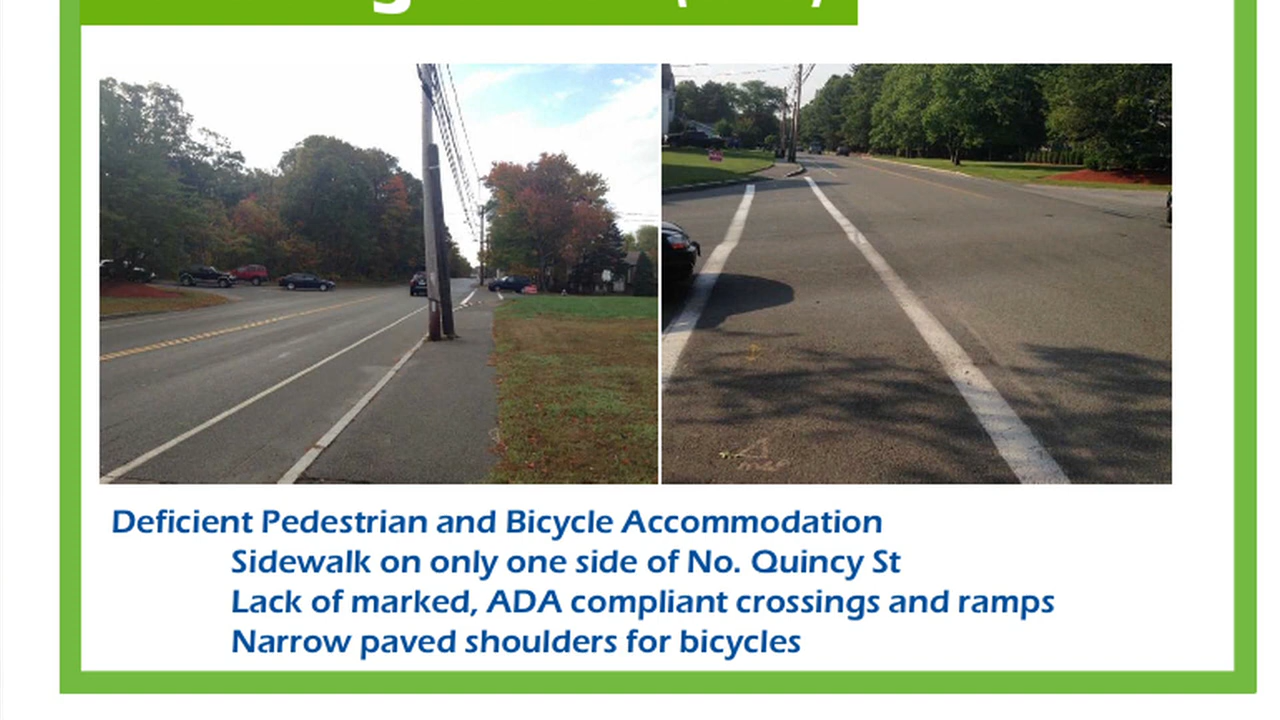 Deficient Pedestrian and Bicycle Accommodation
Sidewalk on only one side of No. Quincy St
Lack of marked, ADA compliant crossings and ramps
Narrow paved shoulders for bicycles